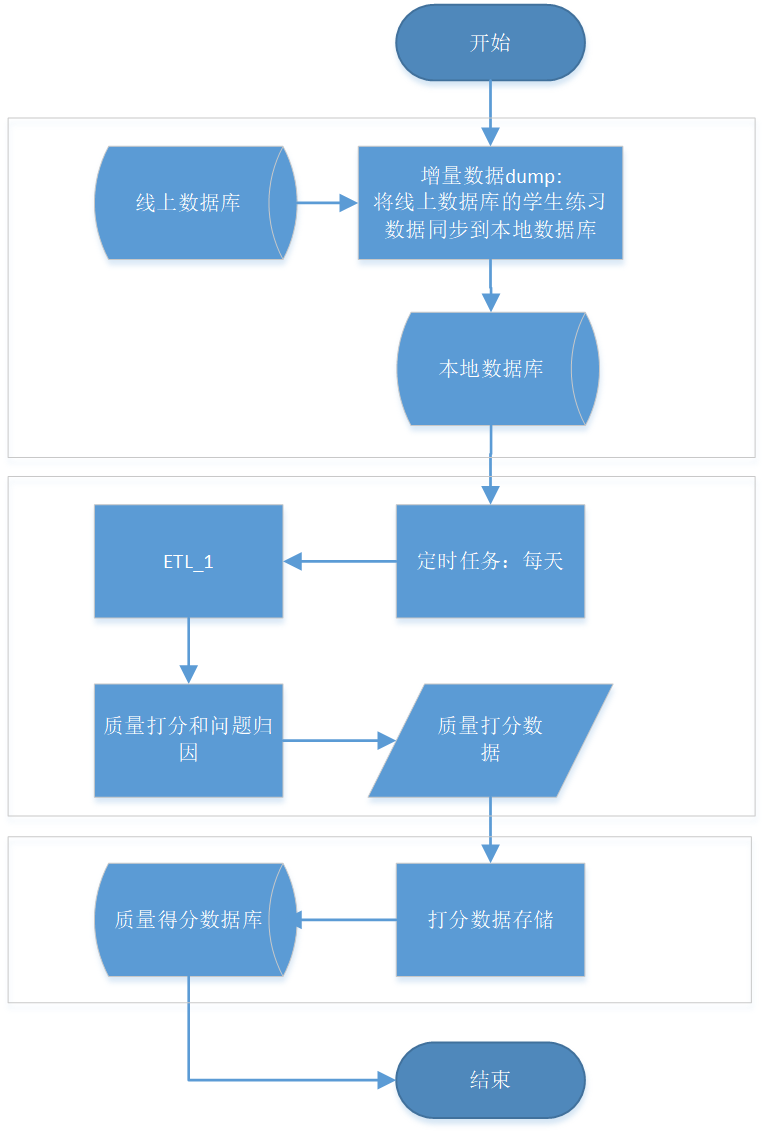 开始
线上数据库
增量数据dump:
将线上数据库的学生练习
数据同步到本地数据库
本地数据库
定时任务：每天
ETL_1
质量打分和问题归
因
质量打分数
据
打分数据存储
质量得分数据库
结束